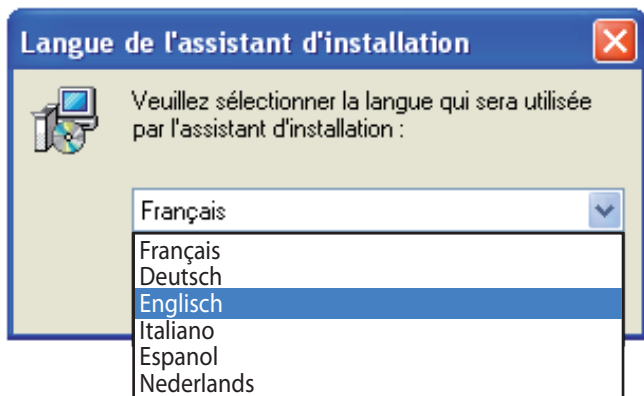 Langue de l'assistant d'installation
Veuillez sélectionner la langue qui sera utilisée
par l'assistant d'installation :
Français
Français
Deutsch
Englisch
Italiano
Espanol
Nederlands